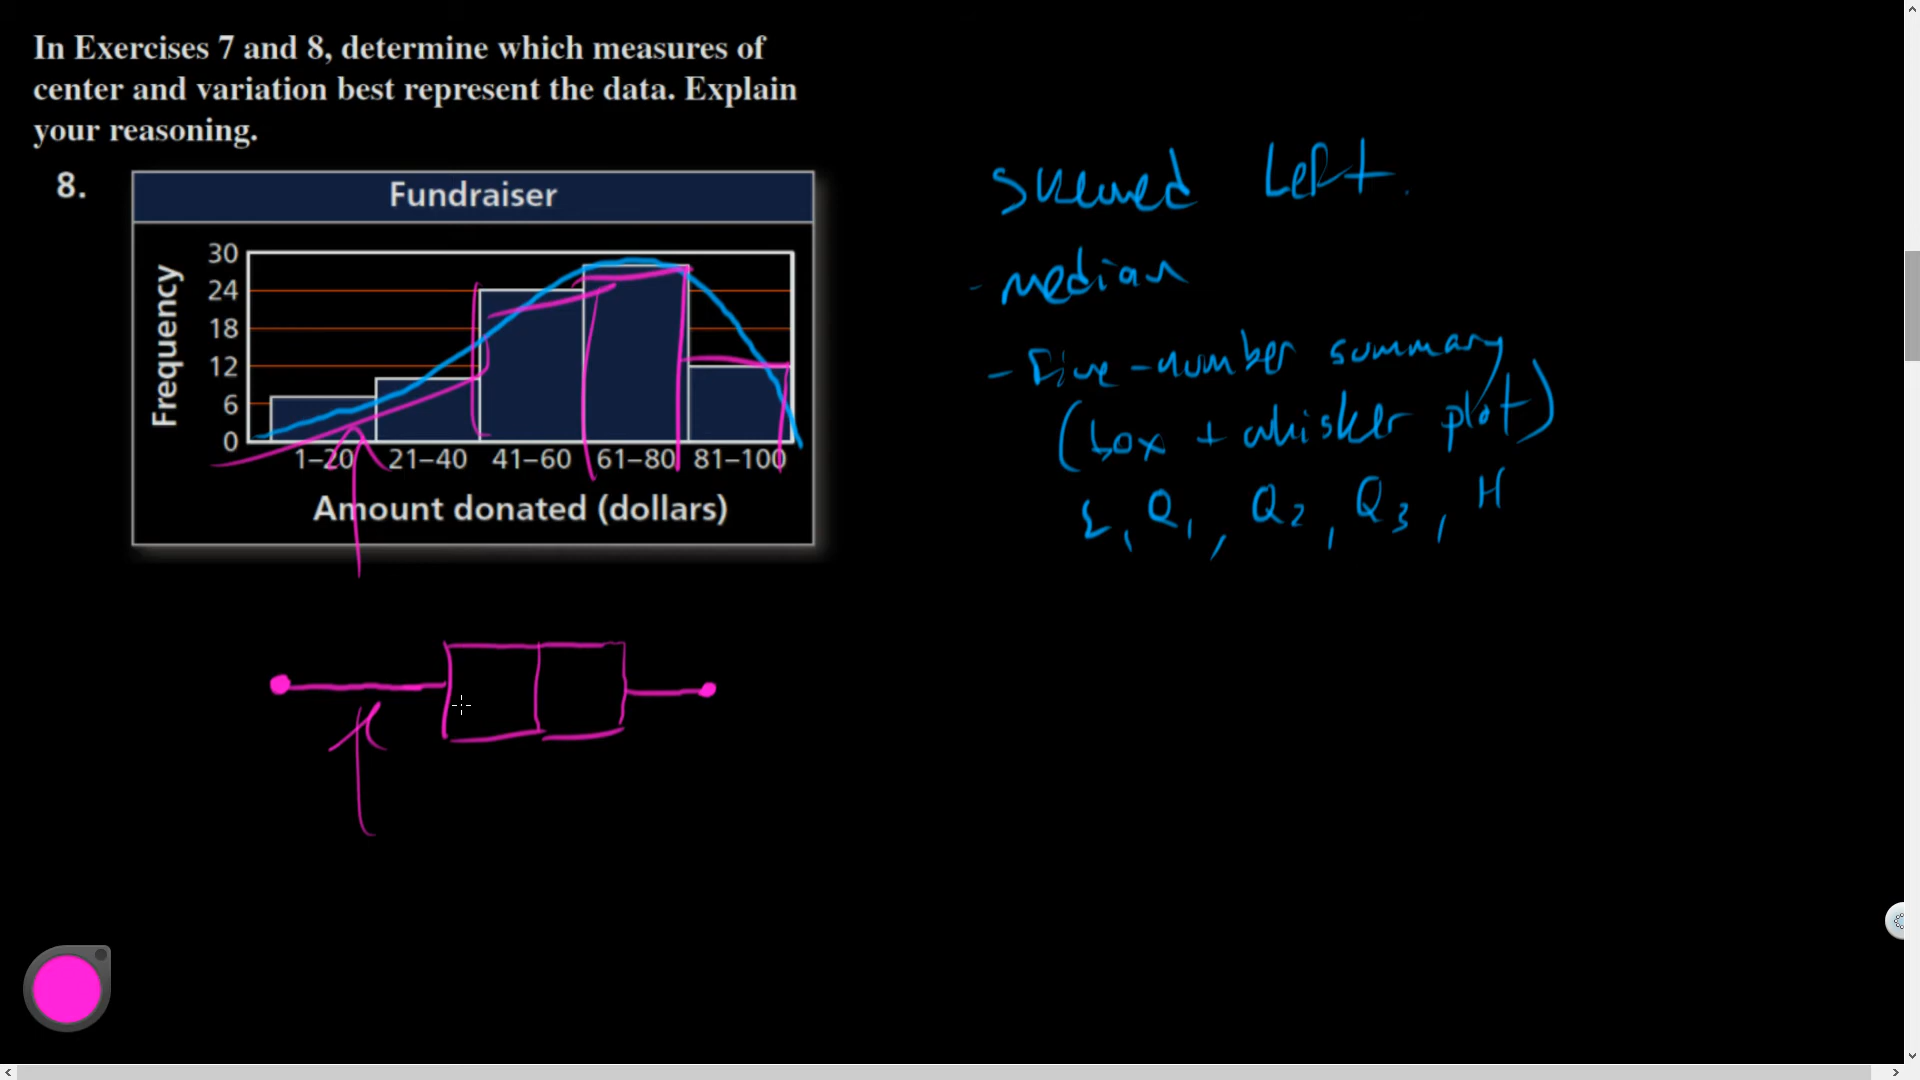 In Exercises 7 and 8, determine which measures of
center and variation best represent the data. Explain
your reasoning.
8.
Fundraiser
Frequency
30
24
18
12
6
0
1–20 21–40 41–60 61–80 81–100
Amount donated (dollars)
skewed left.
- median
- Five-number summary
(box + whisker plot)
L, Q1, Q2, Q3, H